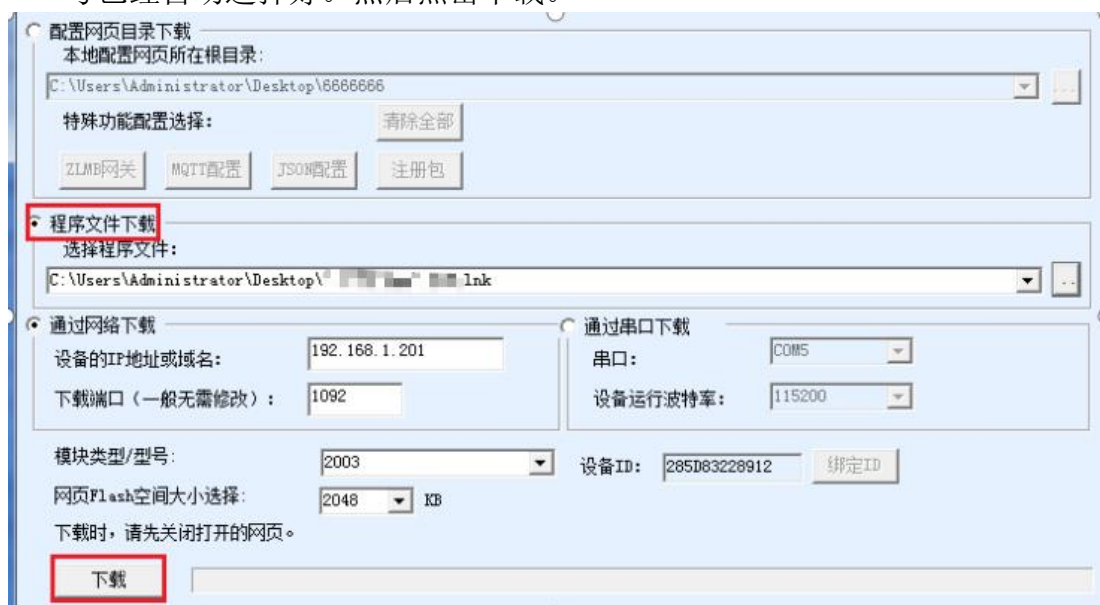 配置网页目录下载
本地配置网页所在根目录:
C:\Users\Administrator\Desktop\6666666
...
特殊功能配置选择:
清除全部
ZLMB网关 MQTT配置 JSON配置 注册包
程序文件下载
选择程序文件:
C:\Users\Administrator\Desktop\ lnk
..
通过网络下载 通过串口下载
设备的IP地址或域名: 192.168.1.201 串口: COM5
下载端口（一般无需修改）: 1092 设备运行波特率: 115200
模块类型/型号: 2003 设备ID: 285D83228912 绑定ID
网页Flash空间大小选择: 2048 KB
下载时，请先关闭打开的网页。
下载